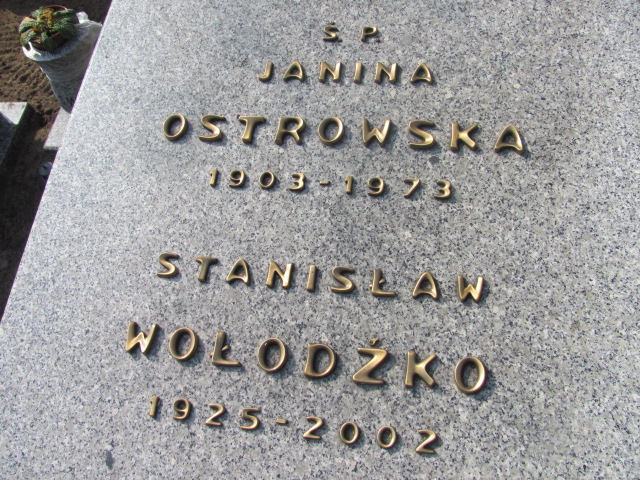 Ś. P.
JANINA
OSTROWSKA
1903-1973
STANISŁAW
WOŁODŹKO
1925-2002